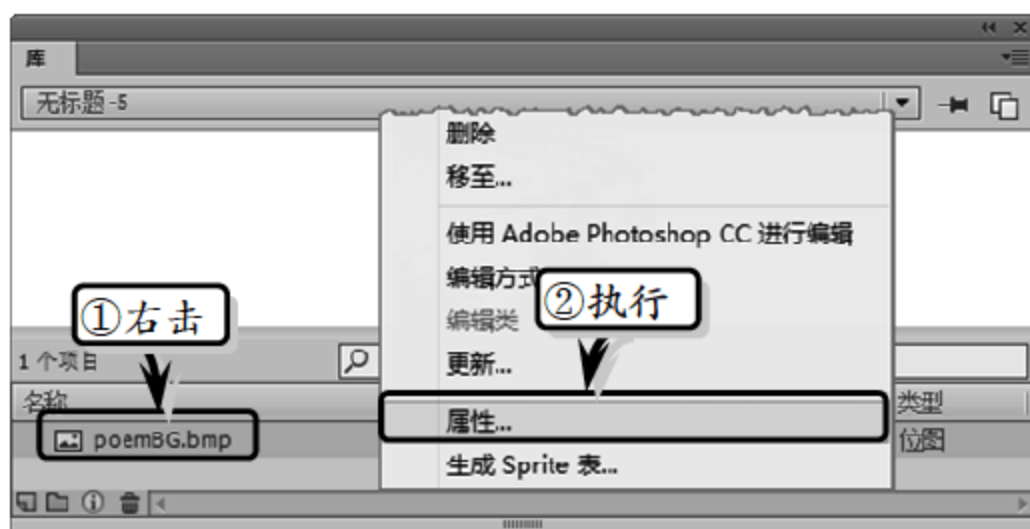 库
无标题-5
删除
移至...
使用 Adobe Photoshop CC 进行编辑
编辑方式
②执行
①右击
编辑类
1 个项目
更新...
名称
类型
属性...
poemBG.bmp
位图
生成 Sprite 表...